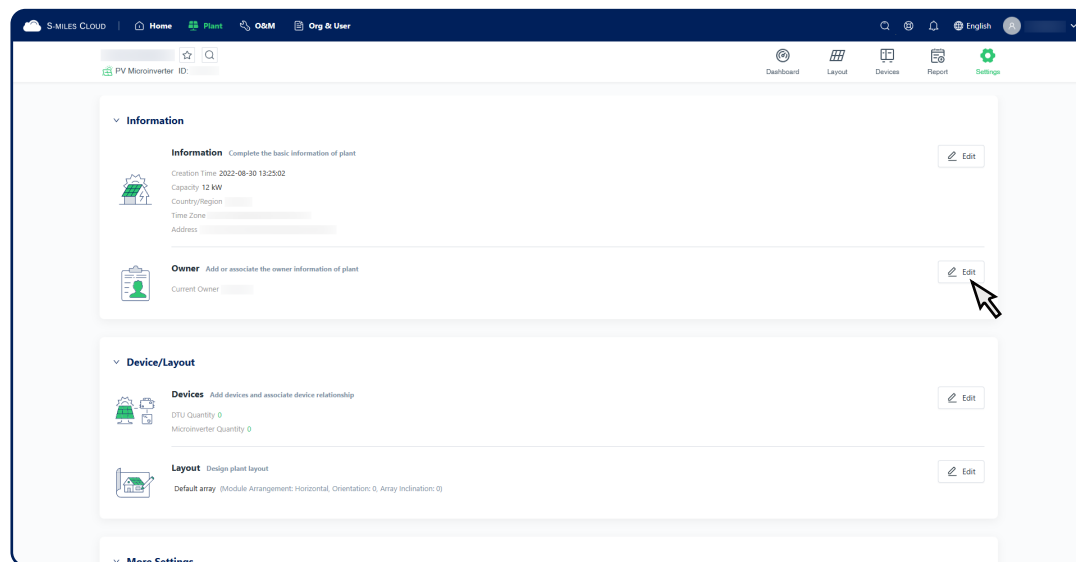 S-MILES CLOUD Home Plant O&M Org & User English A
PV Microinverter ID:
Dashboard Layout Devices Report Settings
Information
Information Complete the basic information of plant
Edit
Creation Time 2022-08-30 13:25:02
Capacity 12 kW
Country/Region
Time Zone
Address
Owner Add or associate the owner information of plant
Edit
Current Owner
Device/Layout
Devices Add devices and associate device relationship
Edit
DTU Quantity 0
Microinverter Quantity 0
Layout Design plant layout
Edit
Default array (Module Arrangement: Horizontal, Orientation: 0, Array Inclination: 0)
More Settings